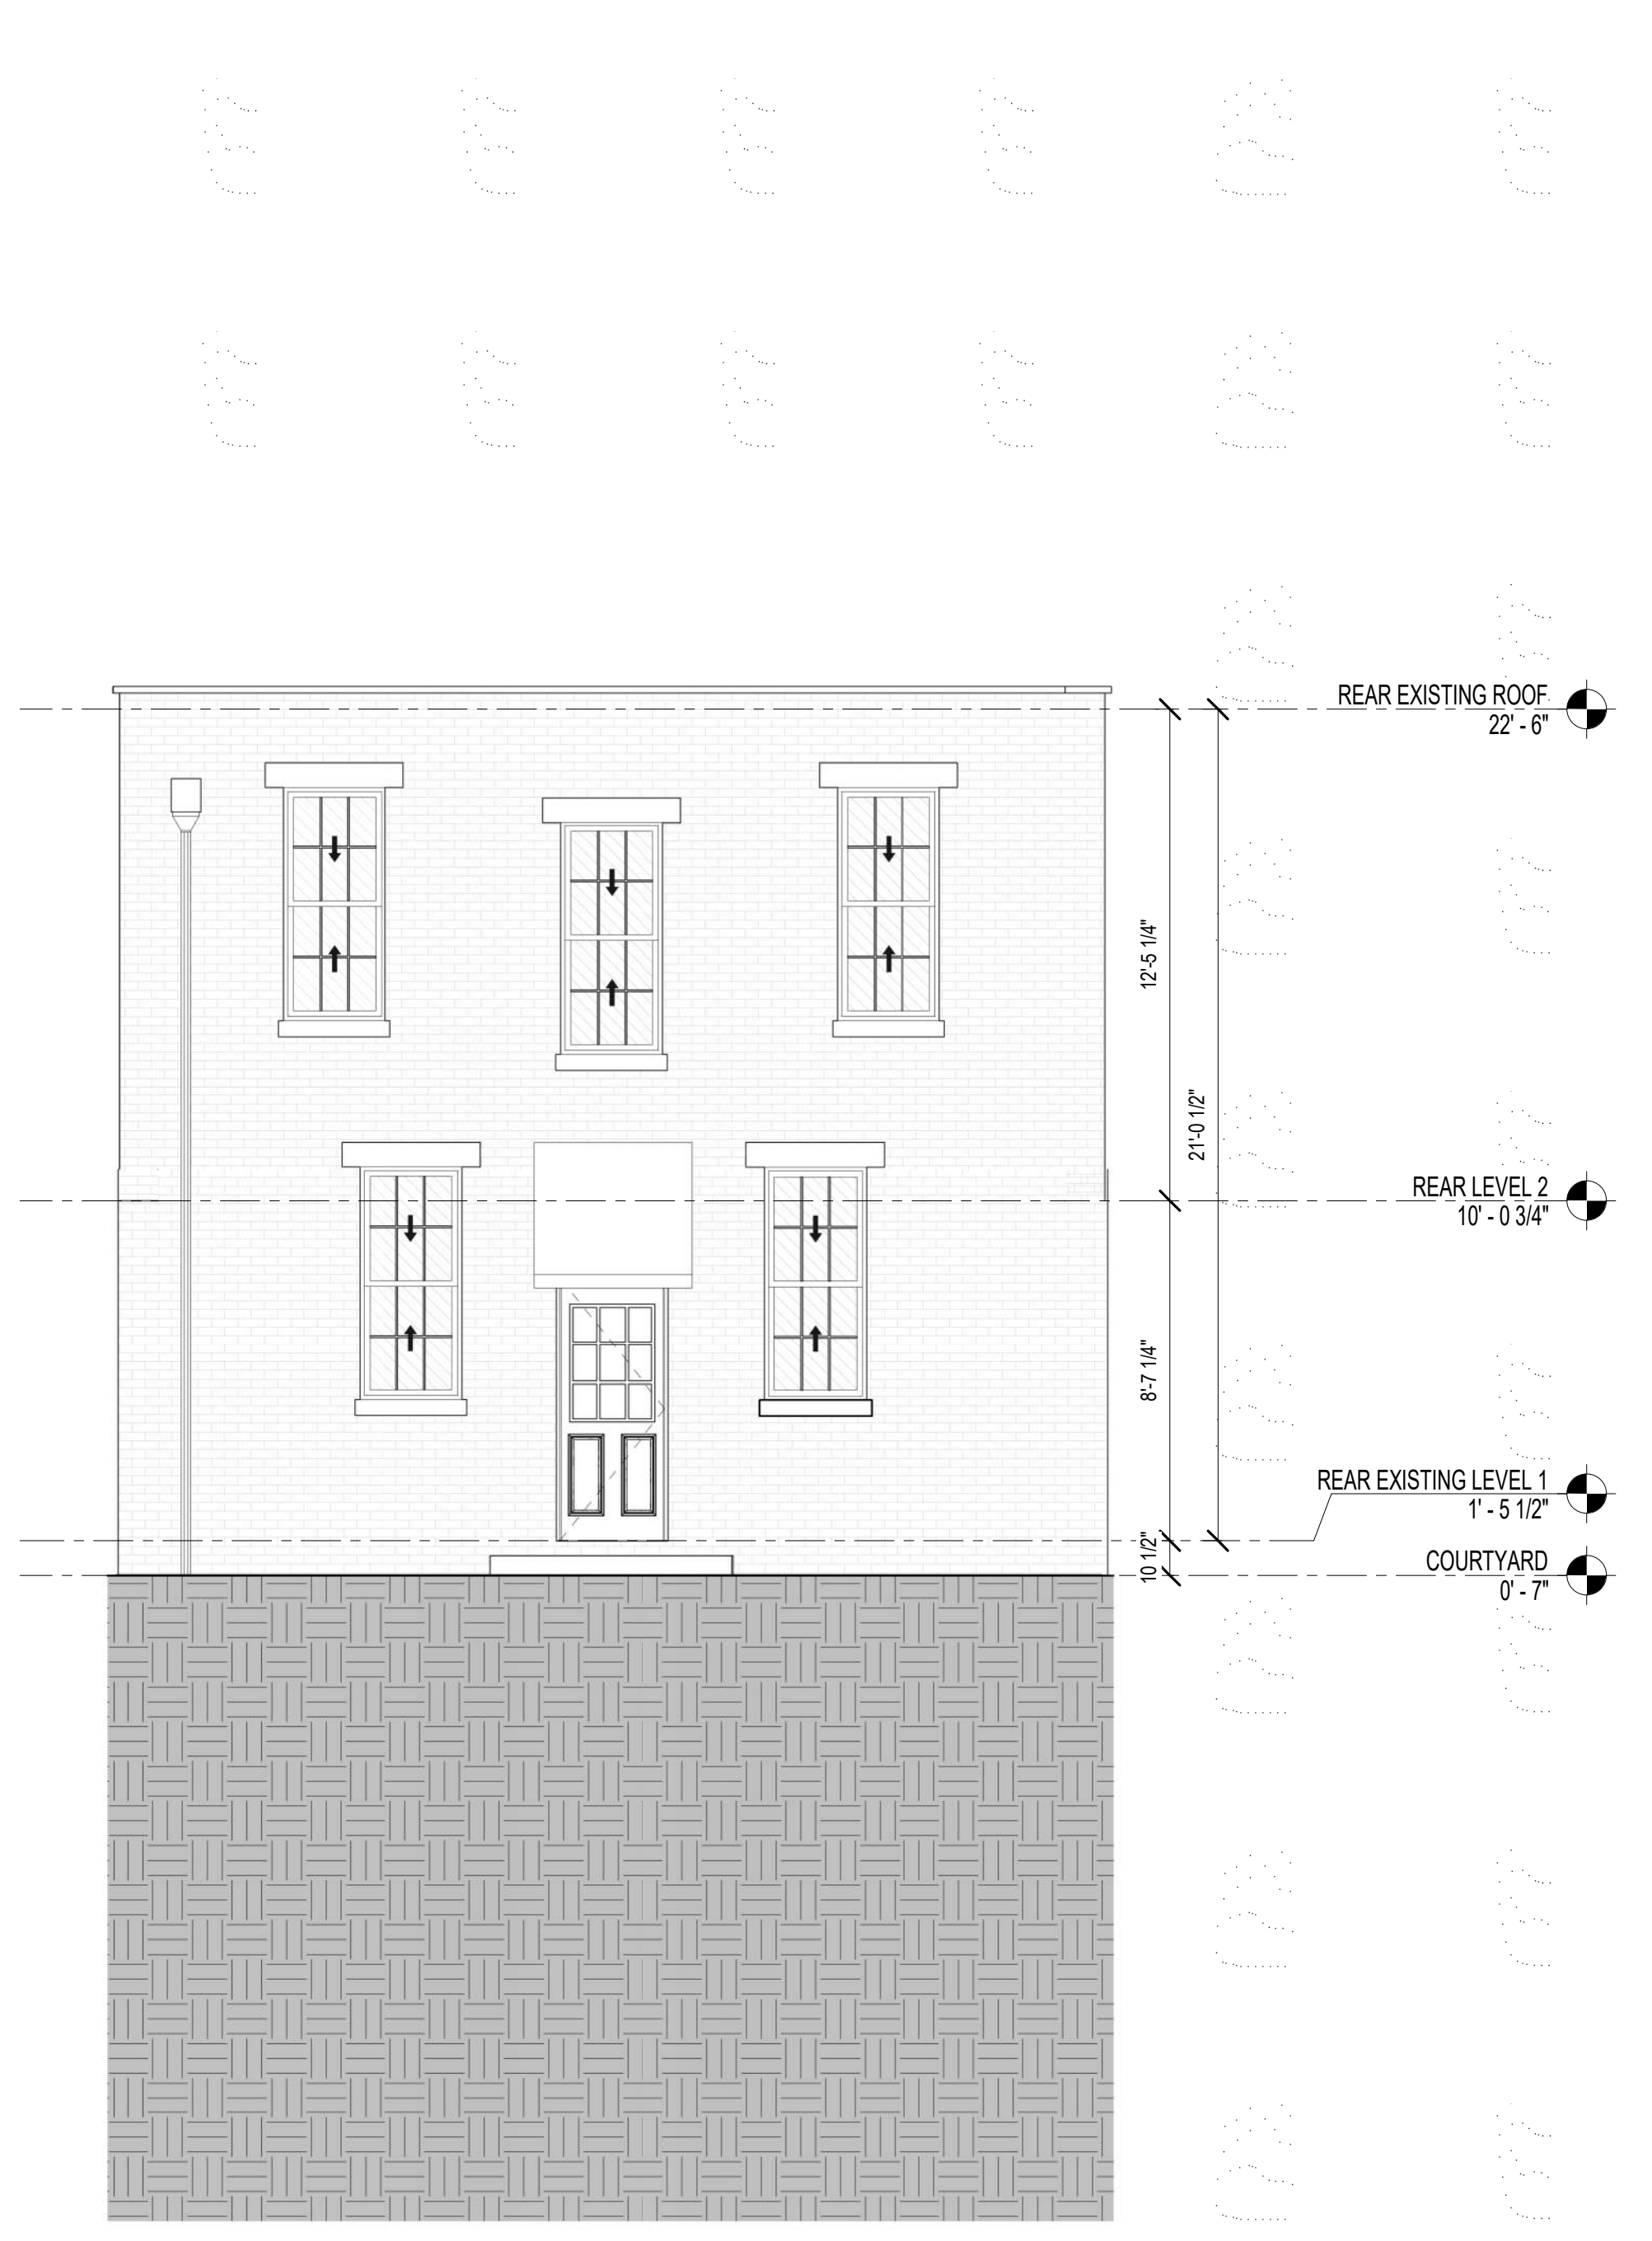 REAR EXISTING ROOF
22' - 6"
12'-5 1/4"
21'-0 1/2"
REAR LEVEL 2
10' - 0 3/4"
8'-7 1/4"
REAR EXISTING LEVEL 1
1' - 5 1/2"
10 1/2"
COURTYARD
0' - 7"